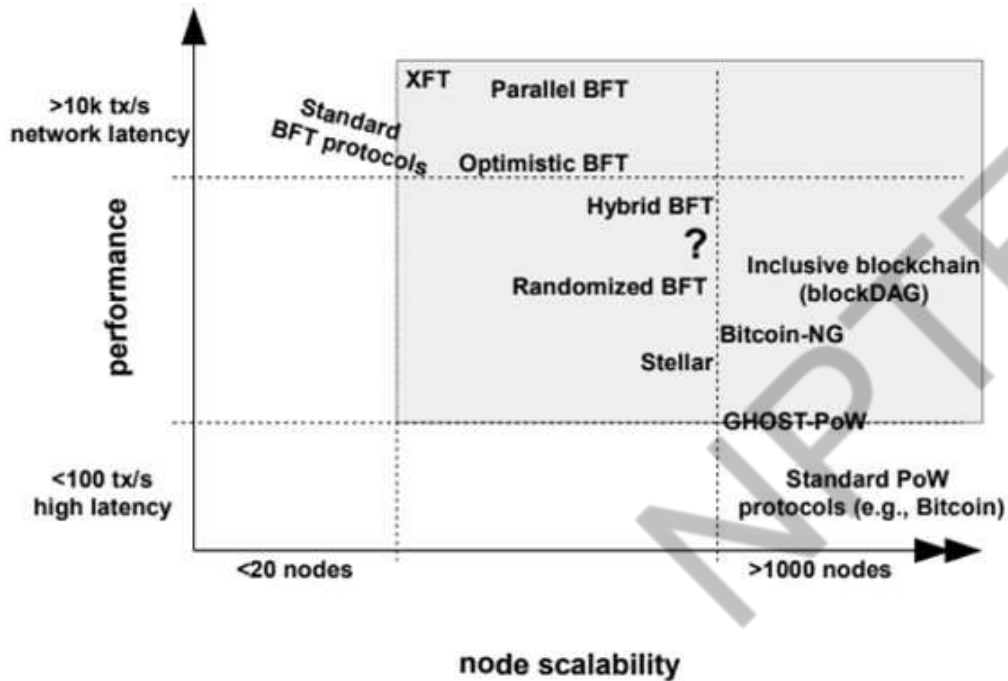 >10k tx/s
network latency
Standard
BFT protocols
XFT
Parallel BFT
Optimistic BFT
Hybrid BFT
?
Randomized BFT
Inclusive blockchain
(blockDAG)
Bitcoin-NG
Stellar
GHOST-PoW
performance
<100 tx/s
high latency
Standard PoW
protocols (e.g., Bitcoin)
<20 nodes
>1000 nodes
node scalability
NPTE